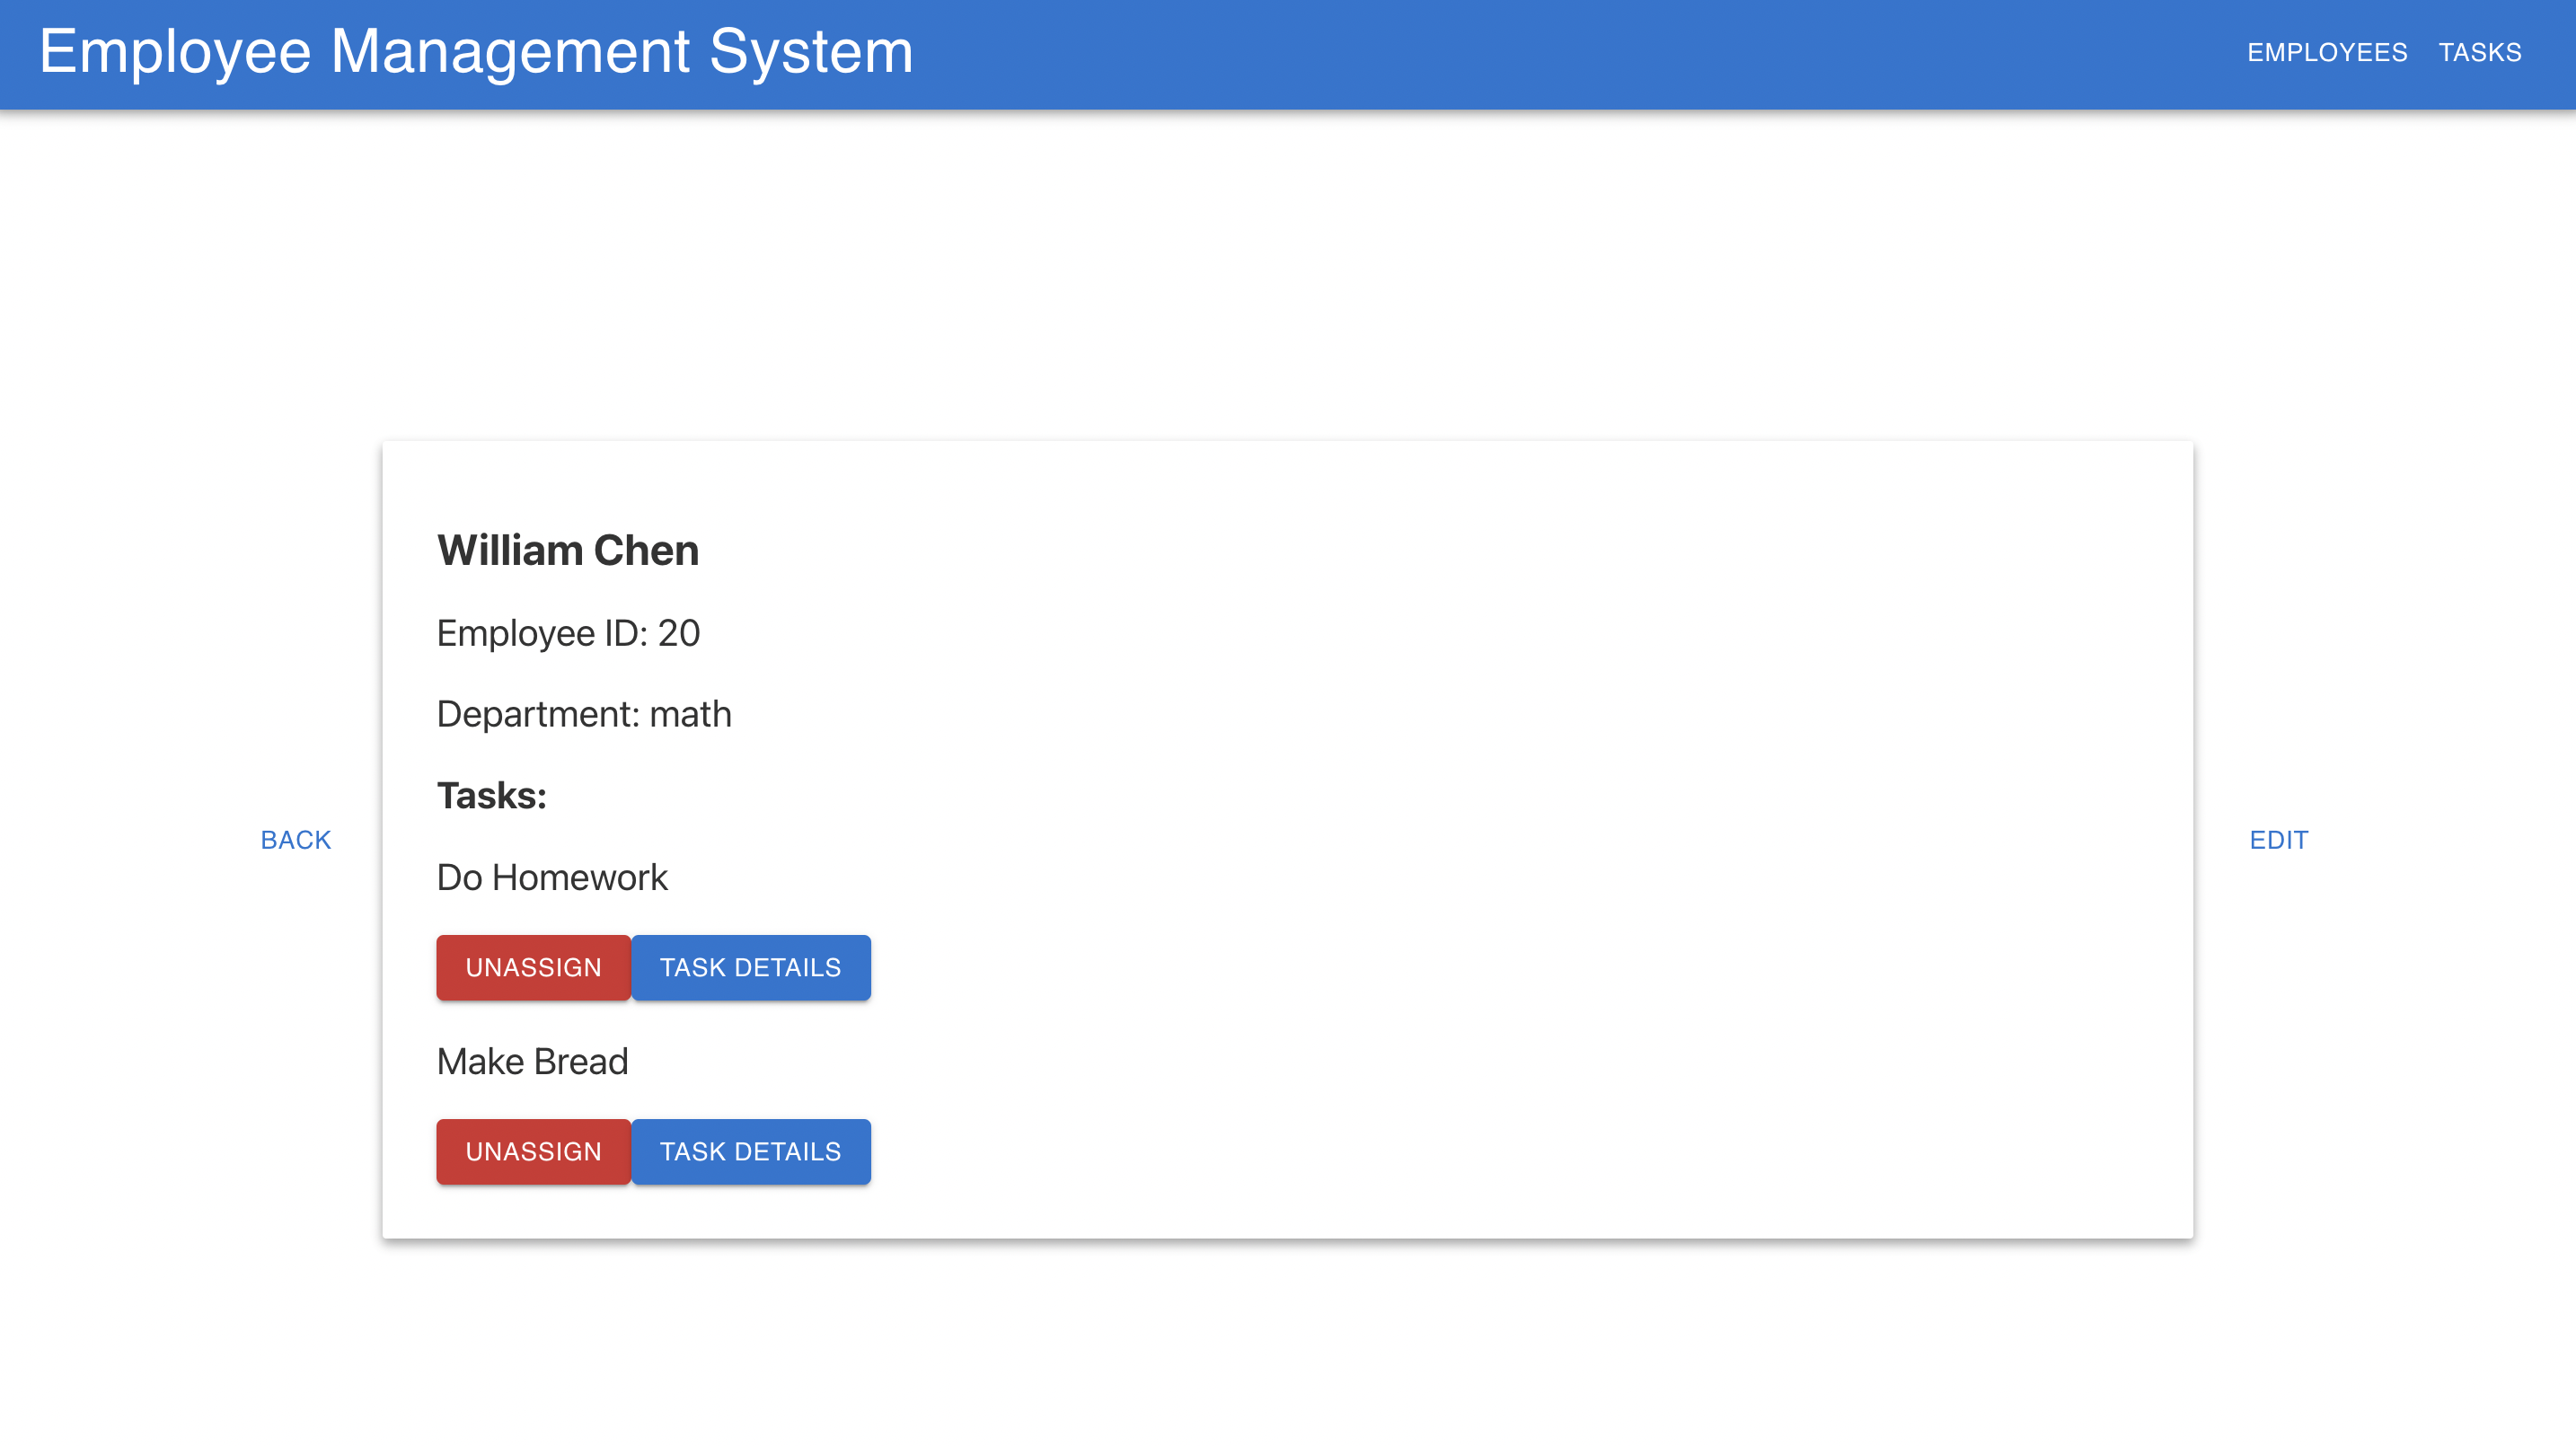 Employee Management System
EMPLOYEES TASKS
William Chen
Employee ID: 20
Department: math
Tasks:
BACK
EDIT
Do Homework
UNASSIGN TASK DETAILS
Make Bread
UNASSIGN TASK DETAILS